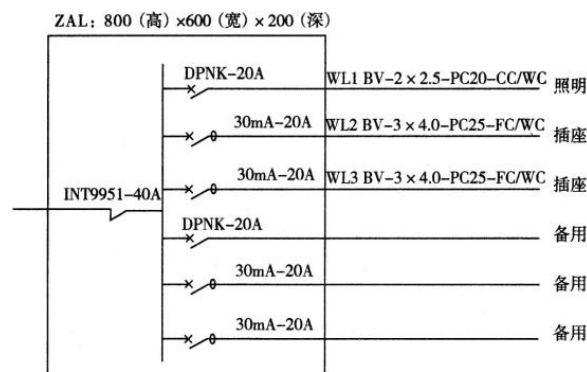 ZAL：800（高）×600（宽）×200（深）
DPNK-20A
WL1 BV-2×2.5-PC20-CC/WC
照明
30mA-20A
WL2 BV-3×4.0-PC25-FC/WC
插座
30mA-20A
WL3 BV-3×4.0-PC25-FC/WC
插座
INT9951-40A
DPNK-20A
备用
30mA-20A
备用
30mA-20A
备用